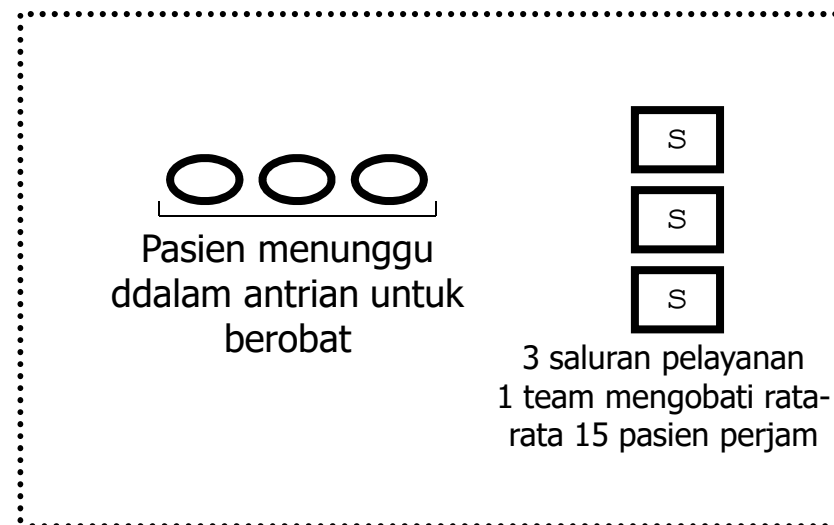 S
S
S
Pasien menunggu
ddalam antrian untuk
berobat
3 saluran pelayanan
1 team mengobati rata-
rata 15 pasien perjam